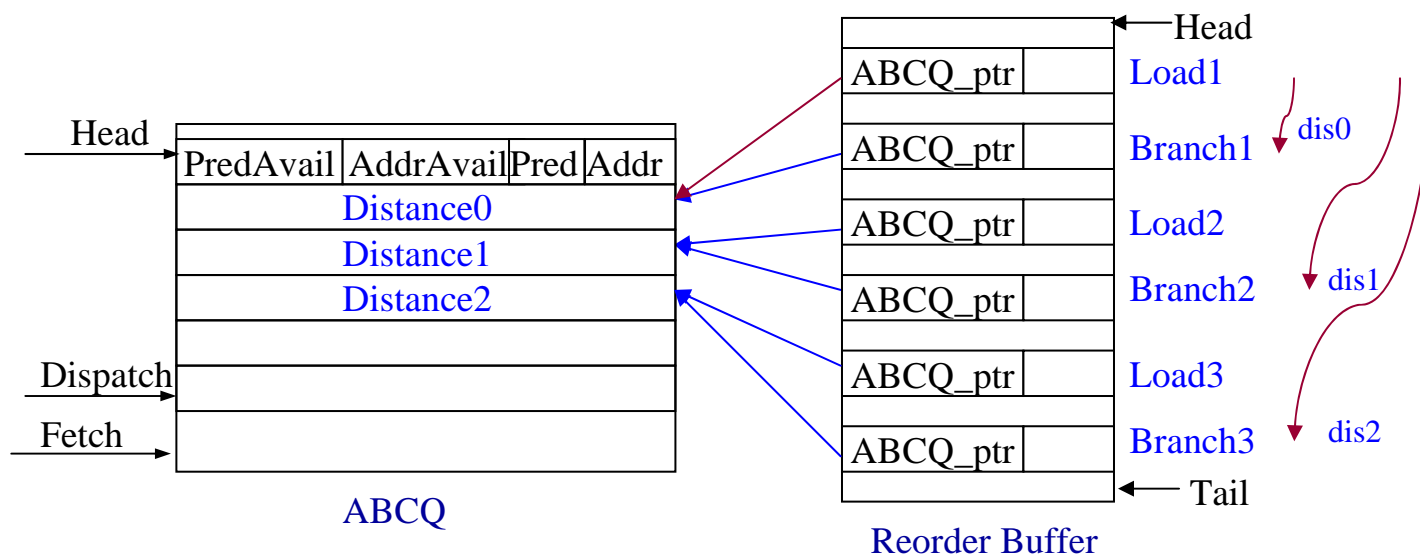 Head
PredAvail AddrAvail Pred Addr
Distance0
Distance1
Distance2
Dispatch
Fetch
ABCQ
Head
ABCQ_ptr Load1
ABCQ_ptr Branch1
ABCQ_ptr Load2
ABCQ_ptr Branch2
ABCQ_ptr Load3
ABCQ_ptr Branch3
Tail
dis0
dis1
dis2
Reorder Buffer